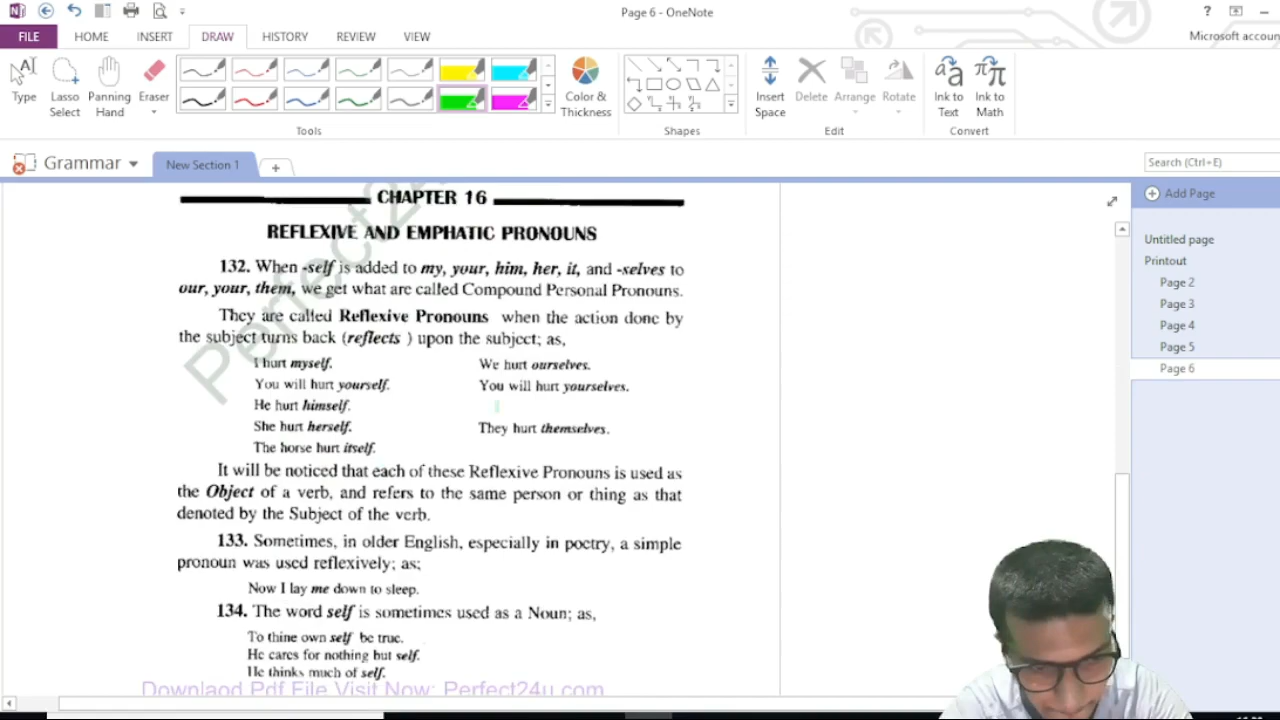 Page 6 - OneNote
?
FILE HOME INSERT DRAW HISTORY REVIEW VIEW
Microsoft accoun
Type
Lasso Select
Panning Hand
Eraser
Color & Thickness
Insert Space
Delete
Arrange
Rotate
Ink to Text
Ink to Math
Tools
Shapes
Edit
Convert
Grammar
New Section 1
+
Search (Ctrl+E)
Add Page
Untitled page
Printout
Page 2
Page 3
Page 4
Page 5
Page 6
CHAPTER 16
REFLEXIVE AND EMPHATIC PRONOUNS
132. When -self is added to my, your, him, her, it, and -selves to
our, your, them, we get what are called Compound Personal Pronouns.
They are called Reflexive Pronouns when the action done by
the subject turns back (reflects ) upon the subject; as,
I hurt myself. We hurt ourselves.
You will hurt yourself. You will hurt yourselves.
He hurt himself.
She hurt herself. They hurt themselves.
The horse hurt itself.
It will be noticed that each of these Reflexive Pronouns is used as
the Object of a verb, and refers to the same person or thing as that
denoted by the Subject of the verb.
133. Sometimes, in older English, especially in poetry, a simple
pronoun was used reflexively; as;
Now I lay me down to sleep.
134. The word self is sometimes used as a Noun; as,
To thine own self be true.
He cares for nothing but self.
He thinks much of self.
Downlaod Pdf File Visit Now: Perfect24u.com